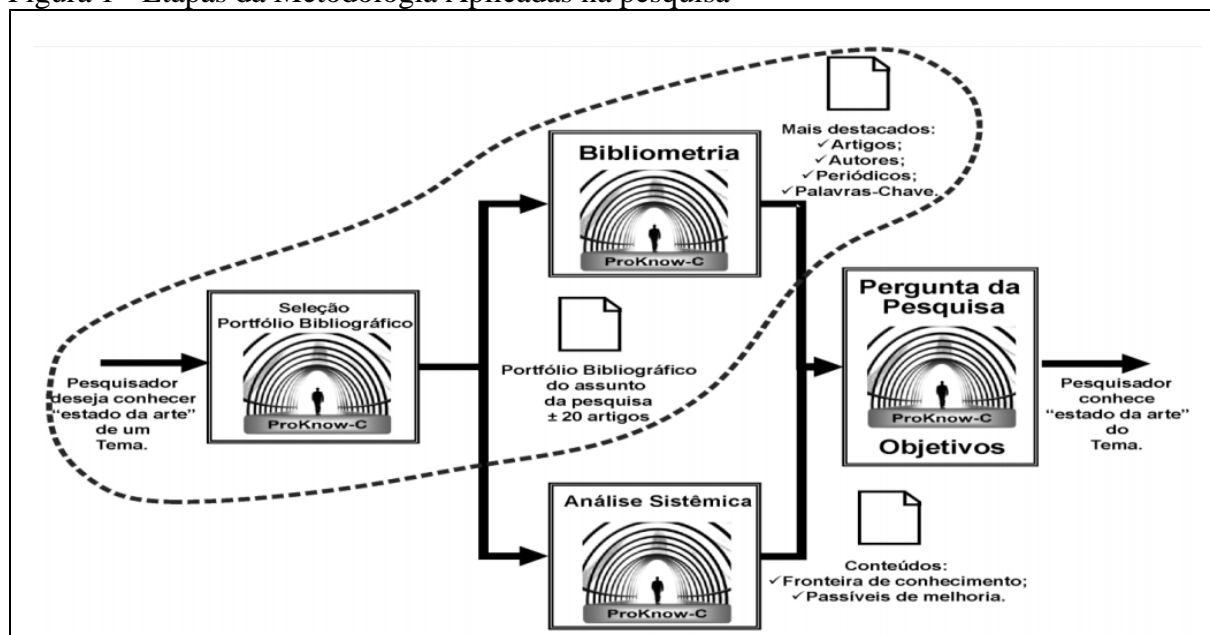 Figura 1 - Etapas da Metodologia Aplicadas na pesquisa
Mais destacados:
✓Artigos;
✓Autores;
✓Periódicos;
✓Palavras-Chave.
Bibliometria
ProKnow-C
Seleção
Portfólio Bibliográfico
ProKnow-C
Pesquisador
deseja conhecer
“estado da arte”
de um
Tema.
Portfólio Bibliográfico
do assunto
da pesquisa
± 20 artigos
Pergunta da
Pesquisa
ProKnow-C
Objetivos
Pesquisador
conhece
“estado da arte”
do
Tema.
Análise Sistêmica
ProKnow-C
Conteúdos:
✓Fronteira de conhecimento;
✓Passíveis de melhoria.